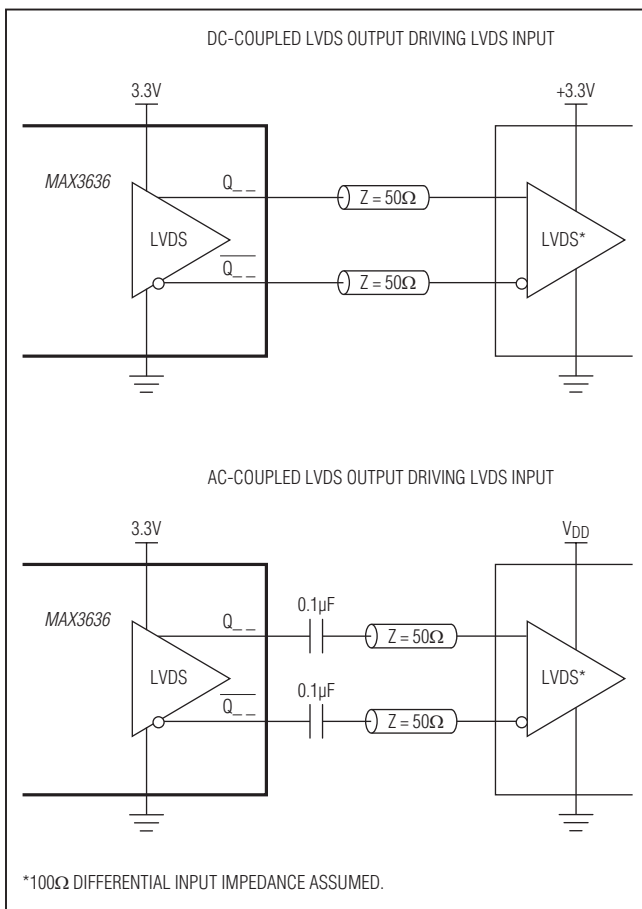 DC-COUPLED LVDS OUTPUT DRIVING LVDS INPUT
3.3V
+3.3V
MAX3636
Q_ _
Z = 50Ω
LVDS
LVDS*
Q_ _
Z = 50Ω
AC-COUPLED LVDS OUTPUT DRIVING LVDS INPUT
3.3V
VDD
MAX3636
0.1µF
Q_ _
Z = 50Ω
LVDS
LVDS*
0.1µF
Q_ _
Z = 50Ω
*100Ω DIFFERENTIAL INPUT IMPEDANCE ASSUMED.